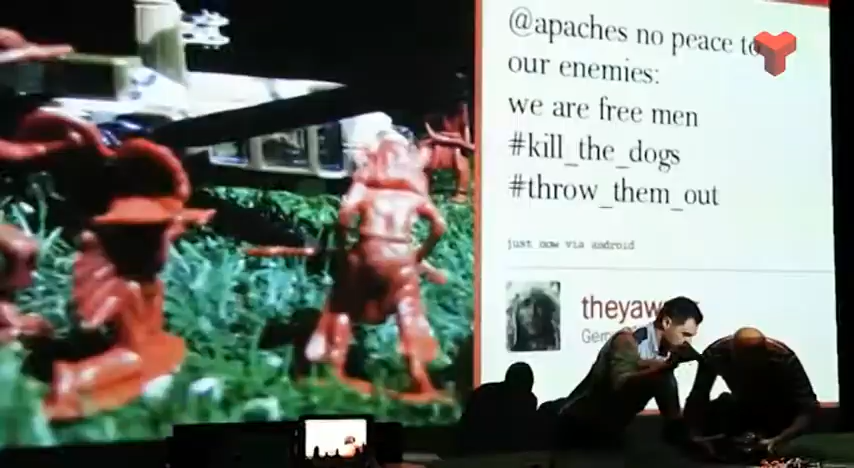 @apaches no peace to
our enemies:
we are free men
#kill_the_dogs
#throw_them_out
just now via android